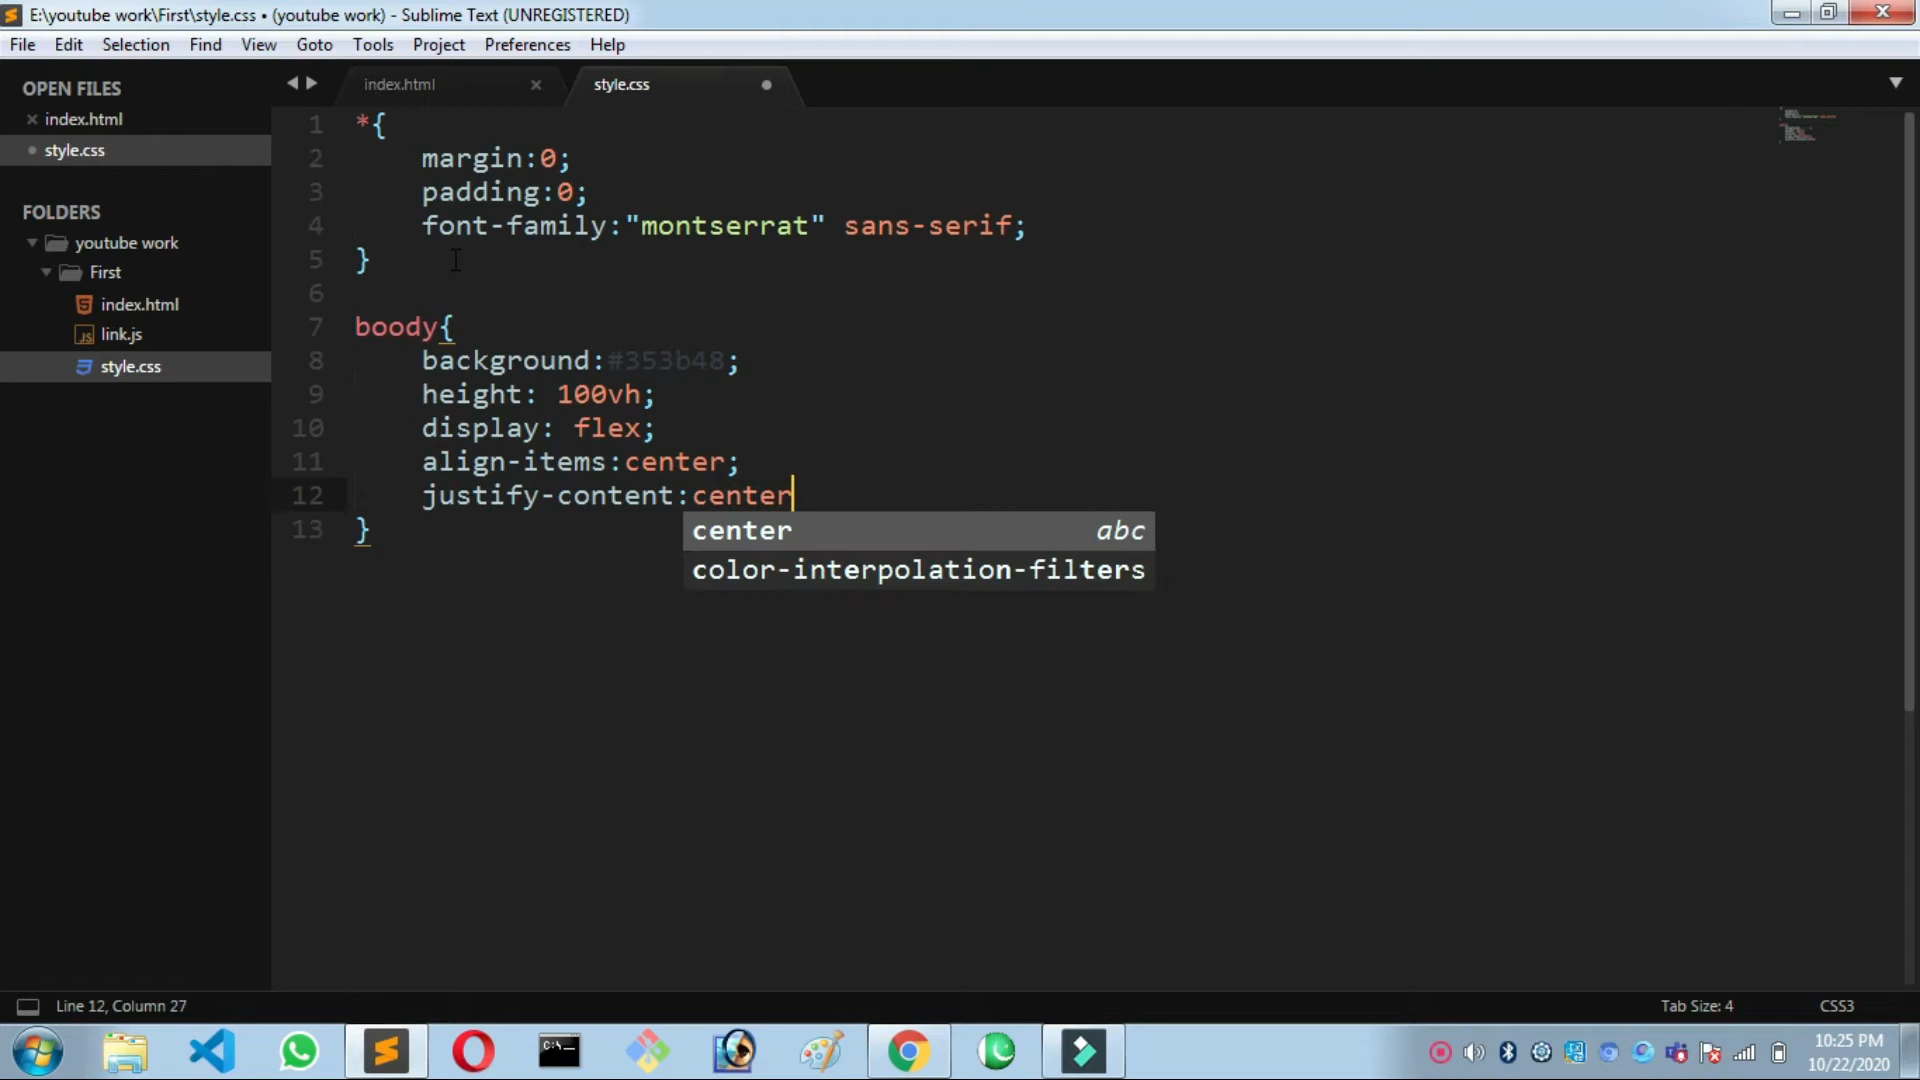 E:\youtube work\First\style.css • (youtube work) - Sublime Text (UNREGISTERED)
File Edit Selection Find View Goto Tools Project Preferences Help
OPEN FILES
index.html
style.css
FOLDERS
youtube work
First
index.html
link.js
style.css
index.html
style.css
1 *{
2 margin:0;
3 padding:0;
4 font-family:"montserrat" sans-serif;
5 }
6
7 boody{
8 background:#353b48;
9 height: 100vh;
10 display: flex;
11 align-items:center;
12 justify-content:center
13 }
center abc
color-interpolation-filters
Line 12, Column 27
Tab Size: 4
CSS3
10:25 PM
10/22/2020